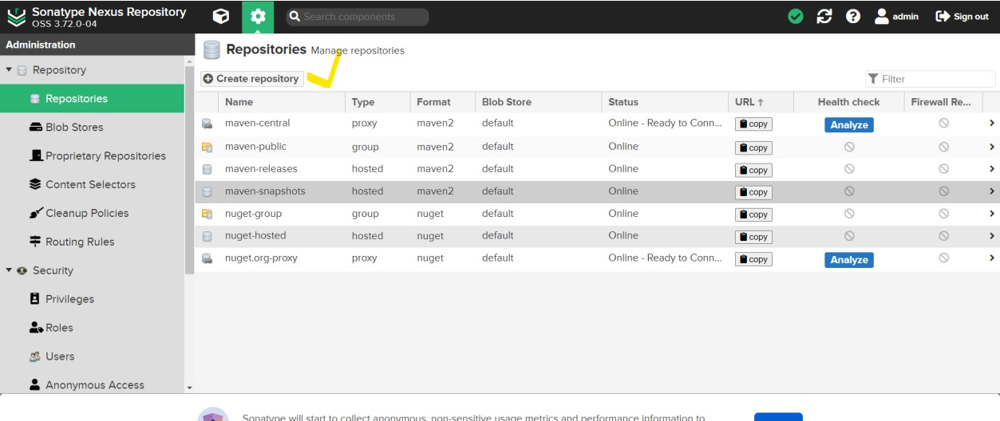 Sonatype Nexus Repository
OSS 3.72.0-04
Search components
admin
Sign out
Administration
Repositories Manage repositories
Repository
Create repository
Filter
Repositories
Blob Stores
Proprietary Repositories
Content Selectors
Cleanup Policies
Routing Rules
Security
Privileges
Roles
Users
Anonymous Access
Name Type Format Blob Store Status URL Health check Firewall Re...
maven-central proxy maven2 default Online - Ready to Conn... copy Analyze
maven-public group maven2 default Online copy
maven-releases hosted maven2 default Online copy
maven-snapshots hosted maven2 default Online copy
nuget-group group nuget default Online copy
nuget-hosted hosted nuget default Online copy
nuget.org-proxy proxy nuget default Online - Ready to Conn... copy Analyze
Sonatype will start to collect anonymous, non-sensitive usage metrics and performance information to